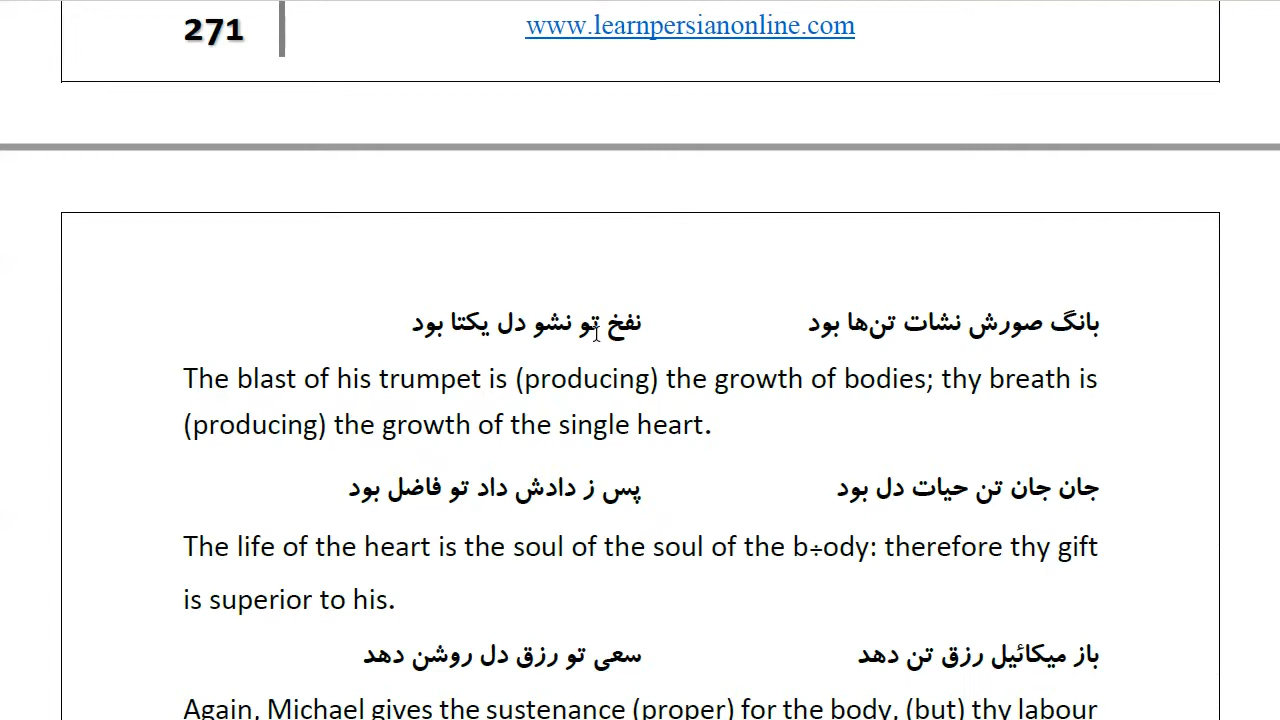 271 www.learnpersianonline.com
بانگ صورش نشات تن‌ها بود نفخ تو نشو دل یکتا بود
The blast of his trumpet is (producing) the growth of bodies; thy breath is
(producing) the growth of the single heart.
جان جان تن حیات دل بود پس ز دادش داد تو فاضل بود
The life of the heart is the soul of the soul of the b÷ody: therefore thy gift
is superior to his.
باز میکائیل رزق تن دهد سعی تو رزق دل روشن دهد
Again, Michael gives the sustenance (proper) for the body, (but) thy labour